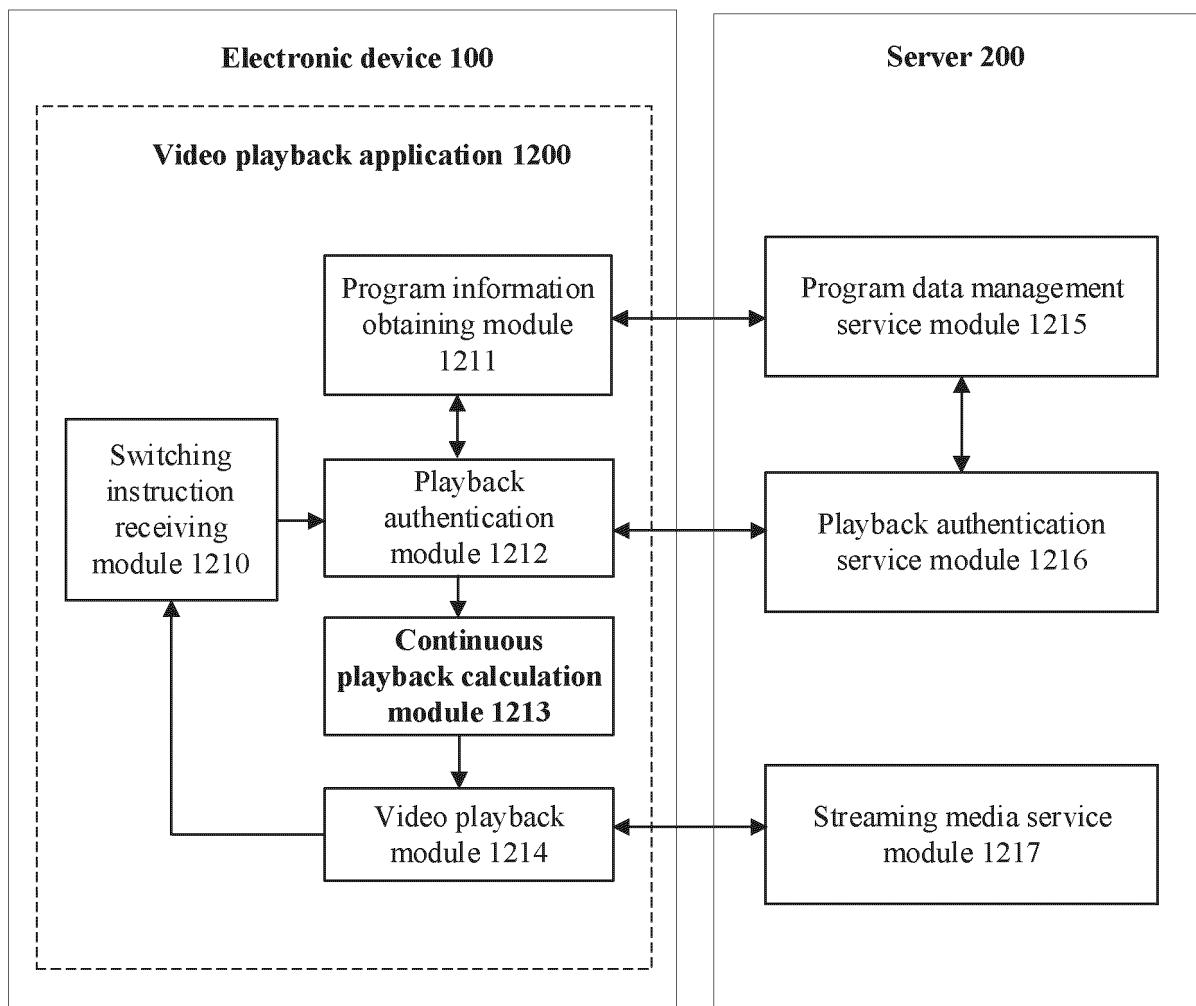 Electronic device 100
Video playback application 1200
Program information
obtaining module
1211
Switching
instruction
receiving
module 1210
Playback
authentication
module 1212
Continuous
playback calculation
module 1213
Video playback
module 1214
Server 200
Program data management
service module 1215
Playback authentication
service module 1216
Streaming media service
module 1217